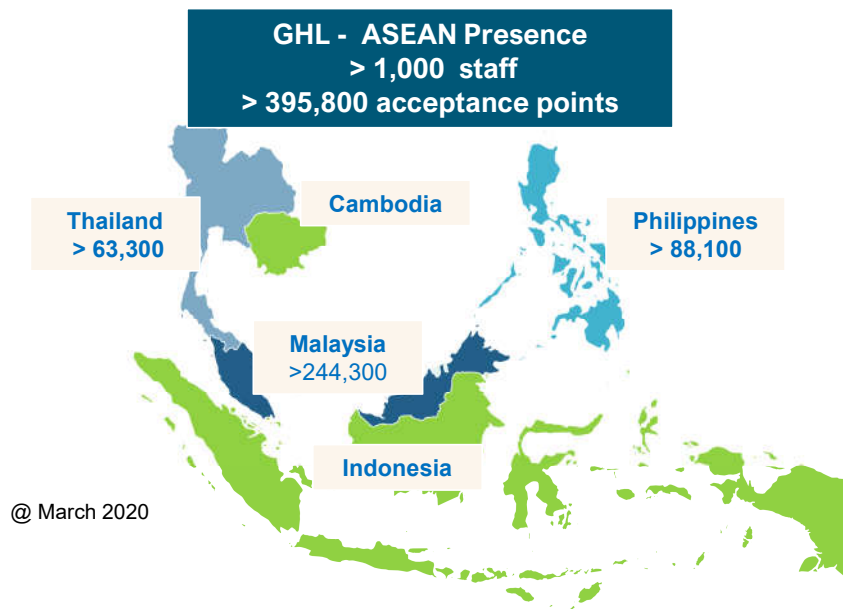 GHL - ASEAN Presence
> 1,000 staff
> 395,800 acceptance points
Thailand
> 63,300
Cambodia
Philippines
> 88,100
Malaysia
>244,300
Indonesia
@ March 2020